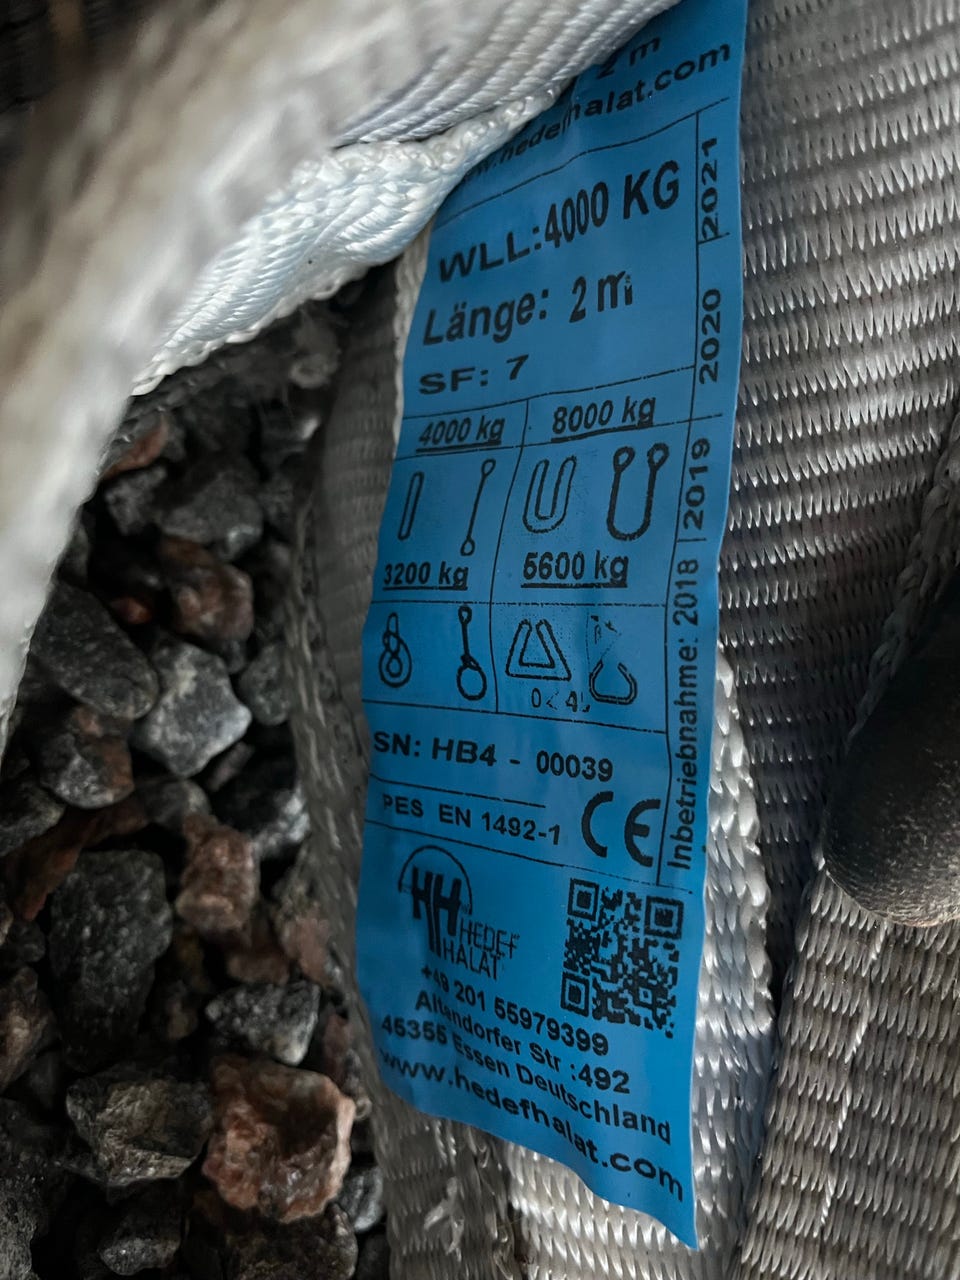 2 m
hedefhalat.com
WLL:4000 KG
Länge: 2 m
SF: 7
4000 kg 8000 kg
3200 kg 5600 kg
SN: HB4 - 00039
PES EN 1492-1 CE
Inbetriebnahme: 2018 | 2019 2020 2021
HH
HEDEF
HALAT
+49 201 55979399
Altendorfer Str :492
45355 Essen Deutschland
www.hedefhalat.com